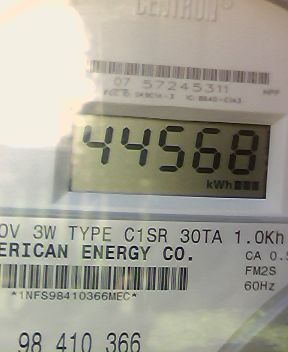 CENTRON®
07 57245311
44568
kWh
0V 3W TYPE C1SR 30TA 1.0Kh
ERICAN ENERGY CO.
CA 0.5
FM2S
60Hz
*1NFS98410366MEC*
98 410 366